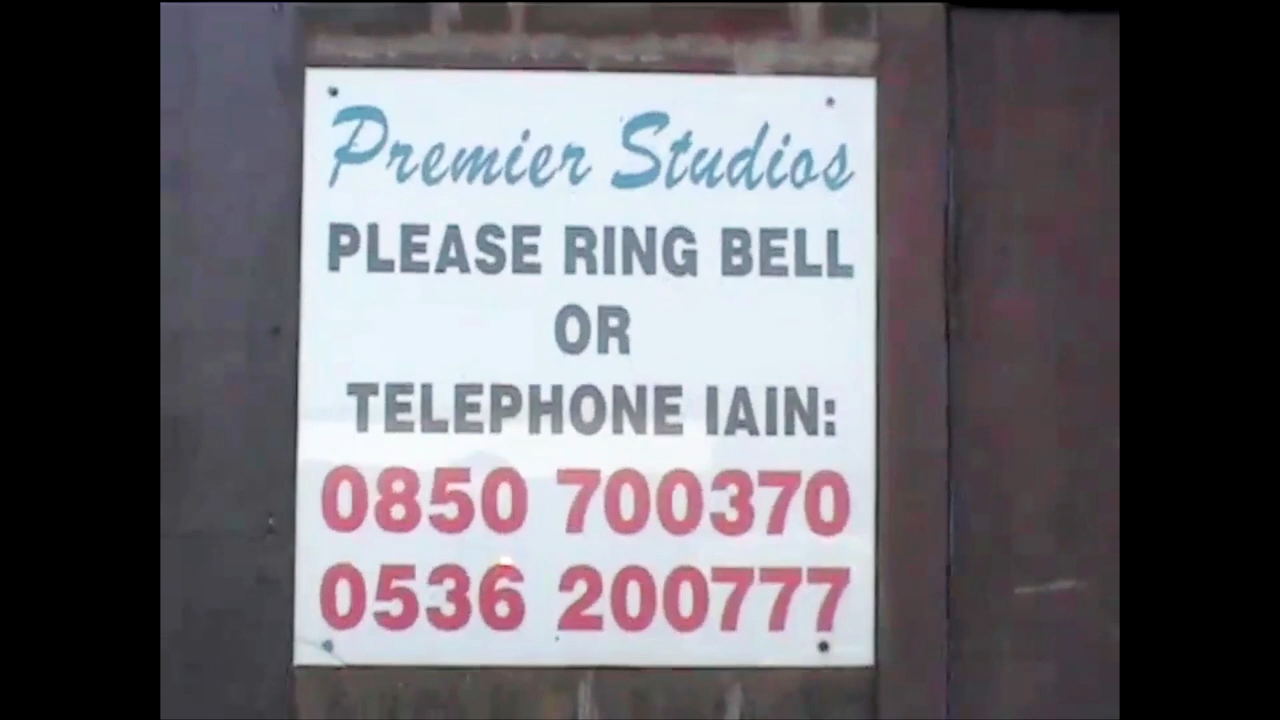 Premier Studios
PLEASE RING BELL
OR
TELEPHONE IAIN:
0850 700370
0536 200777